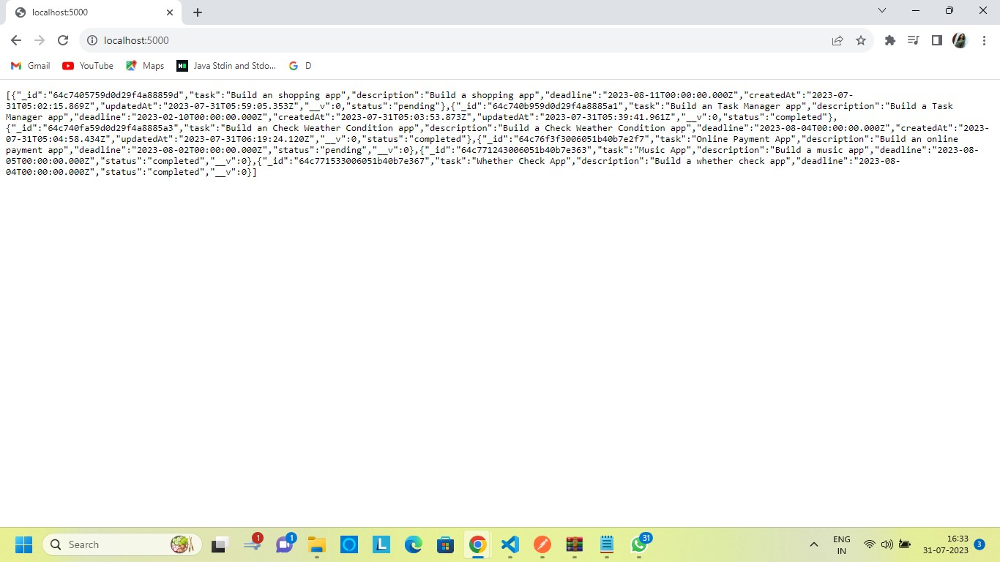 localhost:5000
localhost:5000
Gmail YouTube Maps Java Stdin and Stdo... D
[{"_id":"64c7405759d0d29f4a88859d","task":"Build an shopping app","description":"Build a shopping app","deadline":"2023-08-11T00:00:00.000Z","createdAt":"2023-07-
31T05:02:15.869Z","updatedAt":"2023-07-31T05:59:05.353Z","__v":0,"status":"pending"},{"_id":"64c740b959d0d29f4a8885a1","task":"Build an Task Manager app","description":"Build a Task
Manager app","deadline":"2023-02-10T00:00:00.000Z","createdAt":"2023-07-31T05:03:53.873Z","updatedAt":"2023-07-31T05:39:41.961Z","__v":0,"status":"completed"},
{"_id":"64c740fa59d0d29f4a8885a3","task":"Build an Check Weather Condition app","description":"Build a Check Weather Condition app","deadline":"2023-08-04T00:00:00.000Z","createdAt":"2023-
07-31T05:04:58.434Z","updatedAt":"2023-07-31T06:19:24.120Z","__v":0,"status":"completed"},{"_id":"64c76f3f3006051b40b7e2f7","task":"Online Payment App","description":"Build an online
payment app","deadline":"2023-08-02T00:00:00.000Z","status":"pending","__v":0},{"_id":"64c771243006051b40b7e363","task":"Music App","description":"Build a music app","deadline":"2023-08-
05T00:00:00.000Z","status":"completed","__v":0},{"_id":"64c771533006051b40b7e367","task":"Whether Check App","description":"Build a whether check app","deadline":"2023-08-
04T00:00:00.000Z","status":"completed","__v":0}]
Search 1 1 31 ENG 16:33
IN 31-07-2023 3